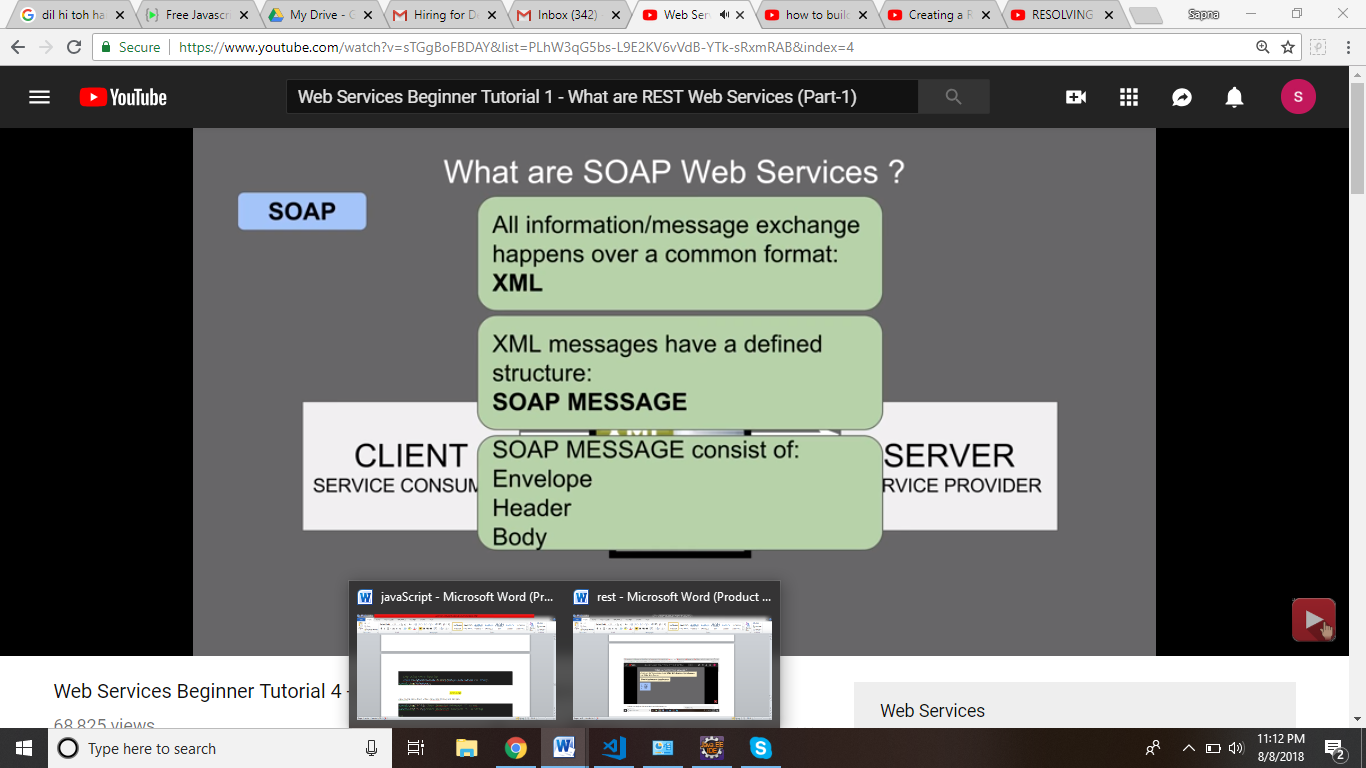 dil hi toh ha
Free Javascr
My Drive - G
Hiring for De
Inbox (342)
Web Serv
how to build
Creating a R
RESOLVING
Sapna
Secure
https://www.youtube.com/watch?v=sTGgBoFBDAY&list=PLhW3qG5bs-L9E2KV6vVdB-YTk-sRxmRAB&index=4
YouTube
Web Services Beginner Tutorial 1 - What are REST Web Services (Part-1)
S
What are SOAP Web Services ?
SOAP
All information/message exchange
happens over a common format:
XML
XML messages have a defined
structure:
SOAP MESSAGE
CLIENT
SERVICE CONSUM
SERVER
RVICE PROVIDER
SOAP MESSAGE consist of:
Envelope
Header
Body
javaScript - Microsoft Word (Pr...
rest - Microsoft Word (Product ...
Web Services Beginner Tutorial 4 -
68,825 views
Web Services
Type here to search
11:12 PM
8/8/2018
2